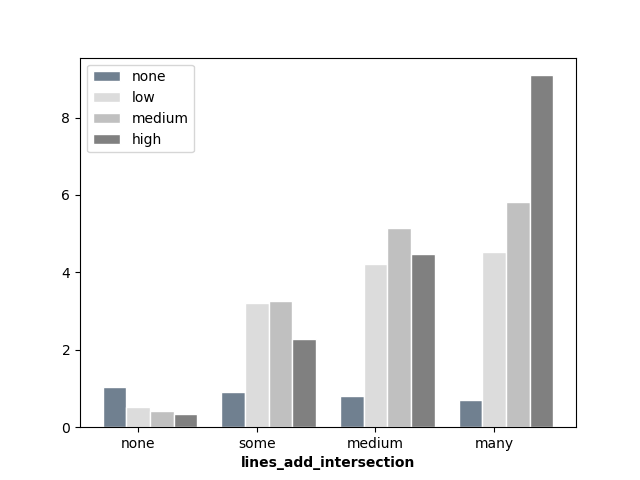 none
low
medium
high
8
6
4
2
0
none some medium many
lines_add_intersection